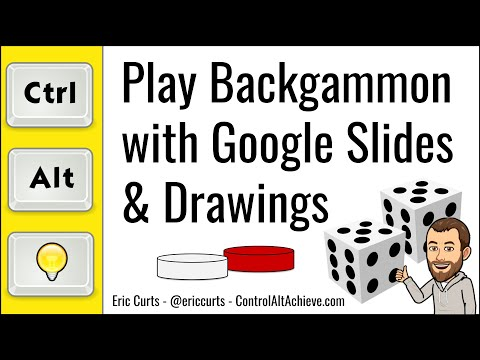 Ctrl
Alt
Play Backgammon
with Google Slides
& Drawings
Eric Curts - @ericcurts - ControlAltAchieve.com